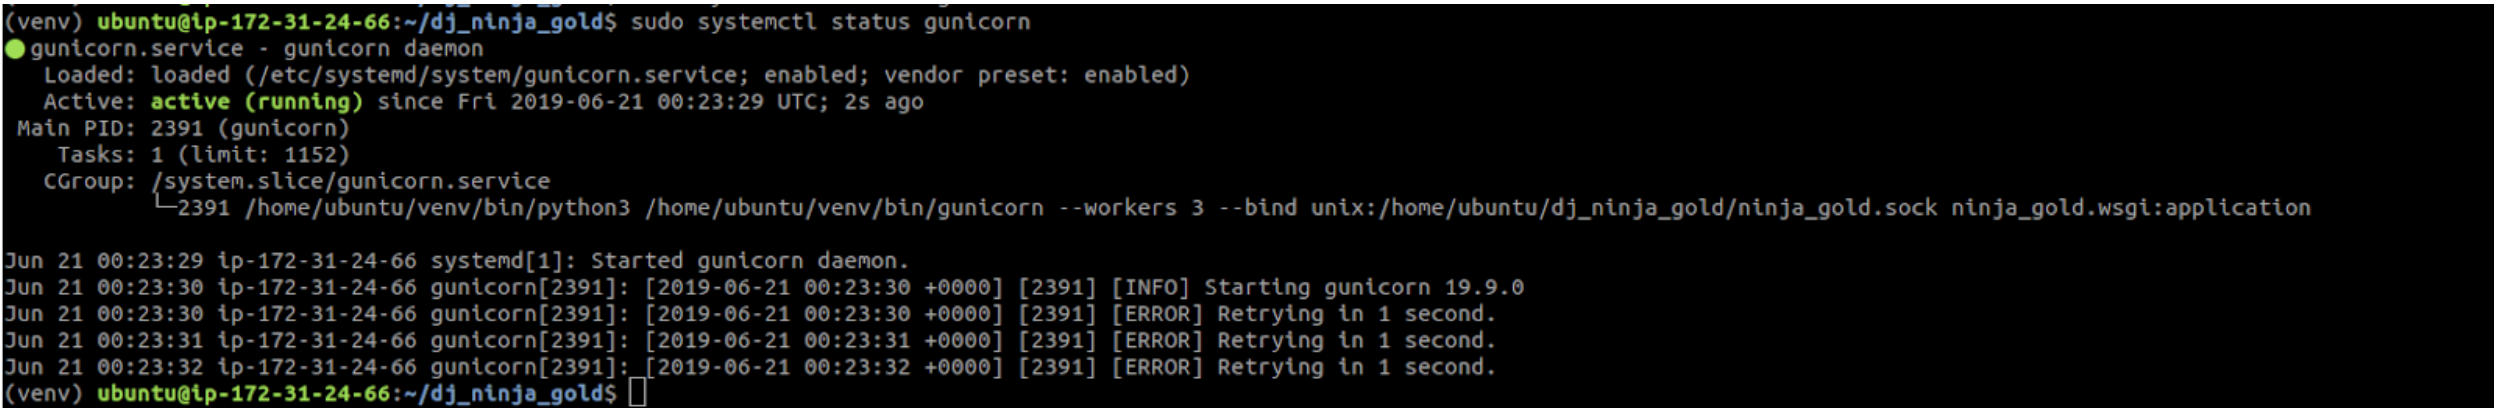 (venv) ubuntu@ip-172-31-24-66:~/dj_ninja_gold$ sudo systemctl status gunicorn
● gunicorn.service - gunicorn daemon
Loaded: loaded (/etc/systemd/system/gunicorn.service; enabled; vendor preset: enabled)
Active: active (running) since Fri 2019-06-21 00:23:29 UTC; 2s ago
Main PID: 2391 (gunicorn)
Tasks: 1 (limit: 1152)
CGroup: /system.slice/gunicorn.service
└─2391 /home/ubuntu/venv/bin/python3 /home/ubuntu/venv/bin/gunicorn --workers 3 --bind unix:/home/ubuntu/dj_ninja_gold/ninja_gold.sock ninja_gold.wsgi:application
Jun 21 00:23:29 ip-172-31-24-66 systemd[1]: Started gunicorn daemon.
Jun 21 00:23:30 ip-172-31-24-66 gunicorn[2391]: [2019-06-21 00:23:30 +0000] [2391] [INFO] Starting gunicorn 19.9.0
Jun 21 00:23:30 ip-172-31-24-66 gunicorn[2391]: [2019-06-21 00:23:30 +0000] [2391] [ERROR] Retrying in 1 second.
Jun 21 00:23:31 ip-172-31-24-66 gunicorn[2391]: [2019-06-21 00:23:31 +0000] [2391] [ERROR] Retrying in 1 second.
Jun 21 00:23:32 ip-172-31-24-66 gunicorn[2391]: [2019-06-21 00:23:32 +0000] [2391] [ERROR] Retrying in 1 second.
(venv) ubuntu@ip-172-31-24-66:~/dj_ninja_gold$